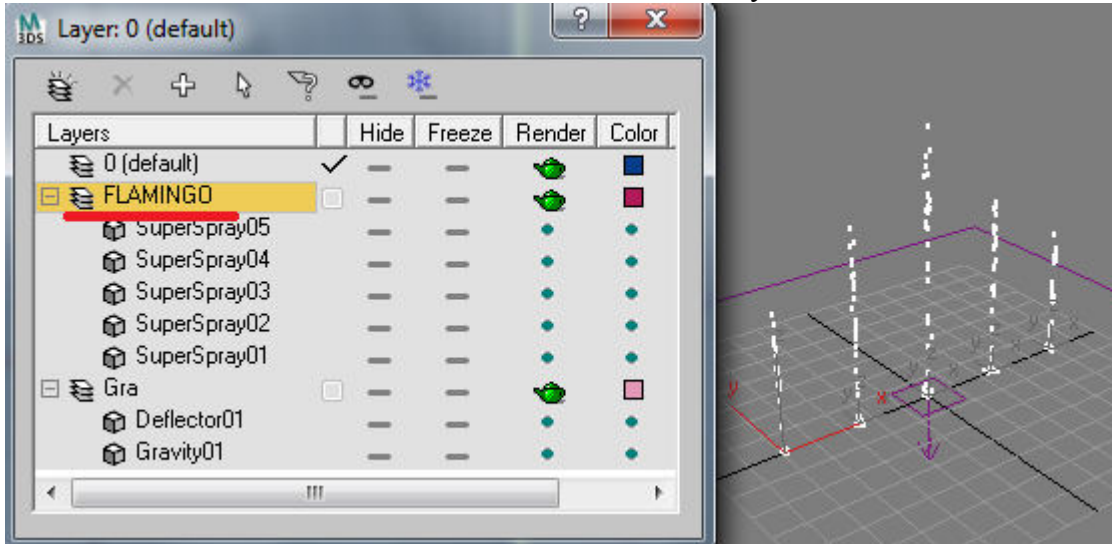 M 3DS Layer: 0 (default)
? X
Layers Hide Freeze Render Color
0 (default)
FLAMINGO
SuperSpray05
SuperSpray04
SuperSpray03
SuperSpray02
SuperSpray01
Gra
Deflector01
Gravity01